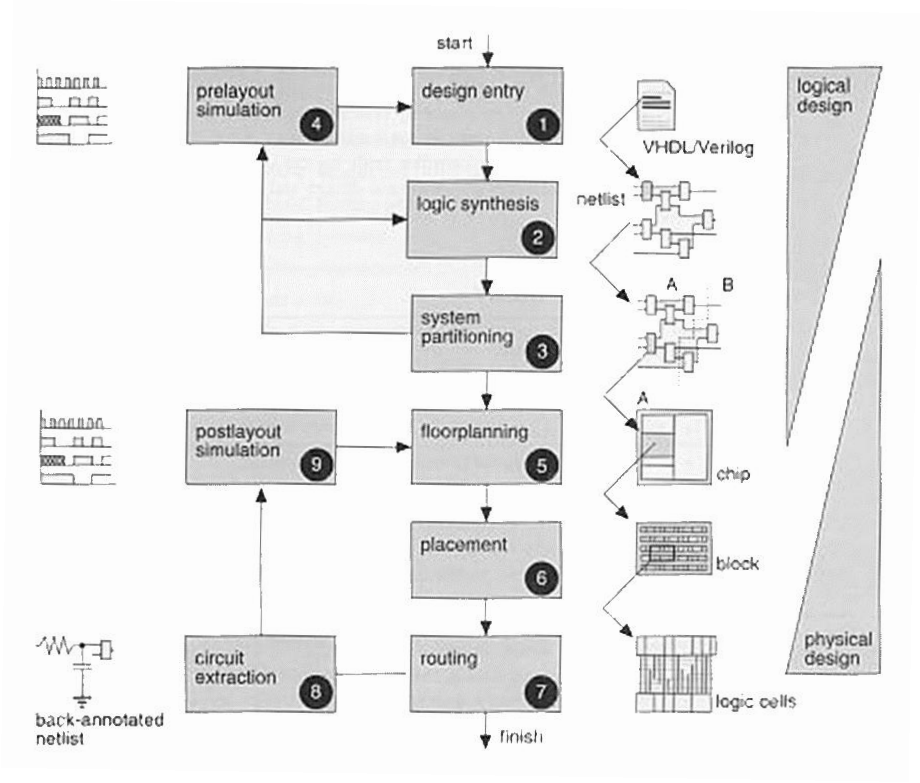 start
prelayout
simulation
4
design entry
1
logical
design
VHDL/Verilog
logic synthesis
2
netlist
A
B
system
partitioning
3
A
postlayout
simulation
9
floorplanning
5
chip
placement
6
block
circuit
extraction
8
routing
7
physical
design
logic cells
back-annotated
netlist
finish